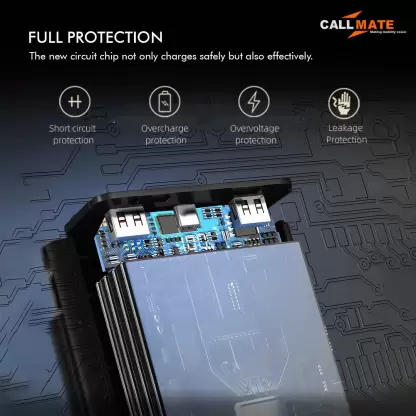 CALLMATE
Making mobility easier
FULL PROTECTION
The new circuit chip not only charges safely but also effectively.
Short circuit
protection
Overcharge
protection
Overvoltage
protection
Leakage
Protection